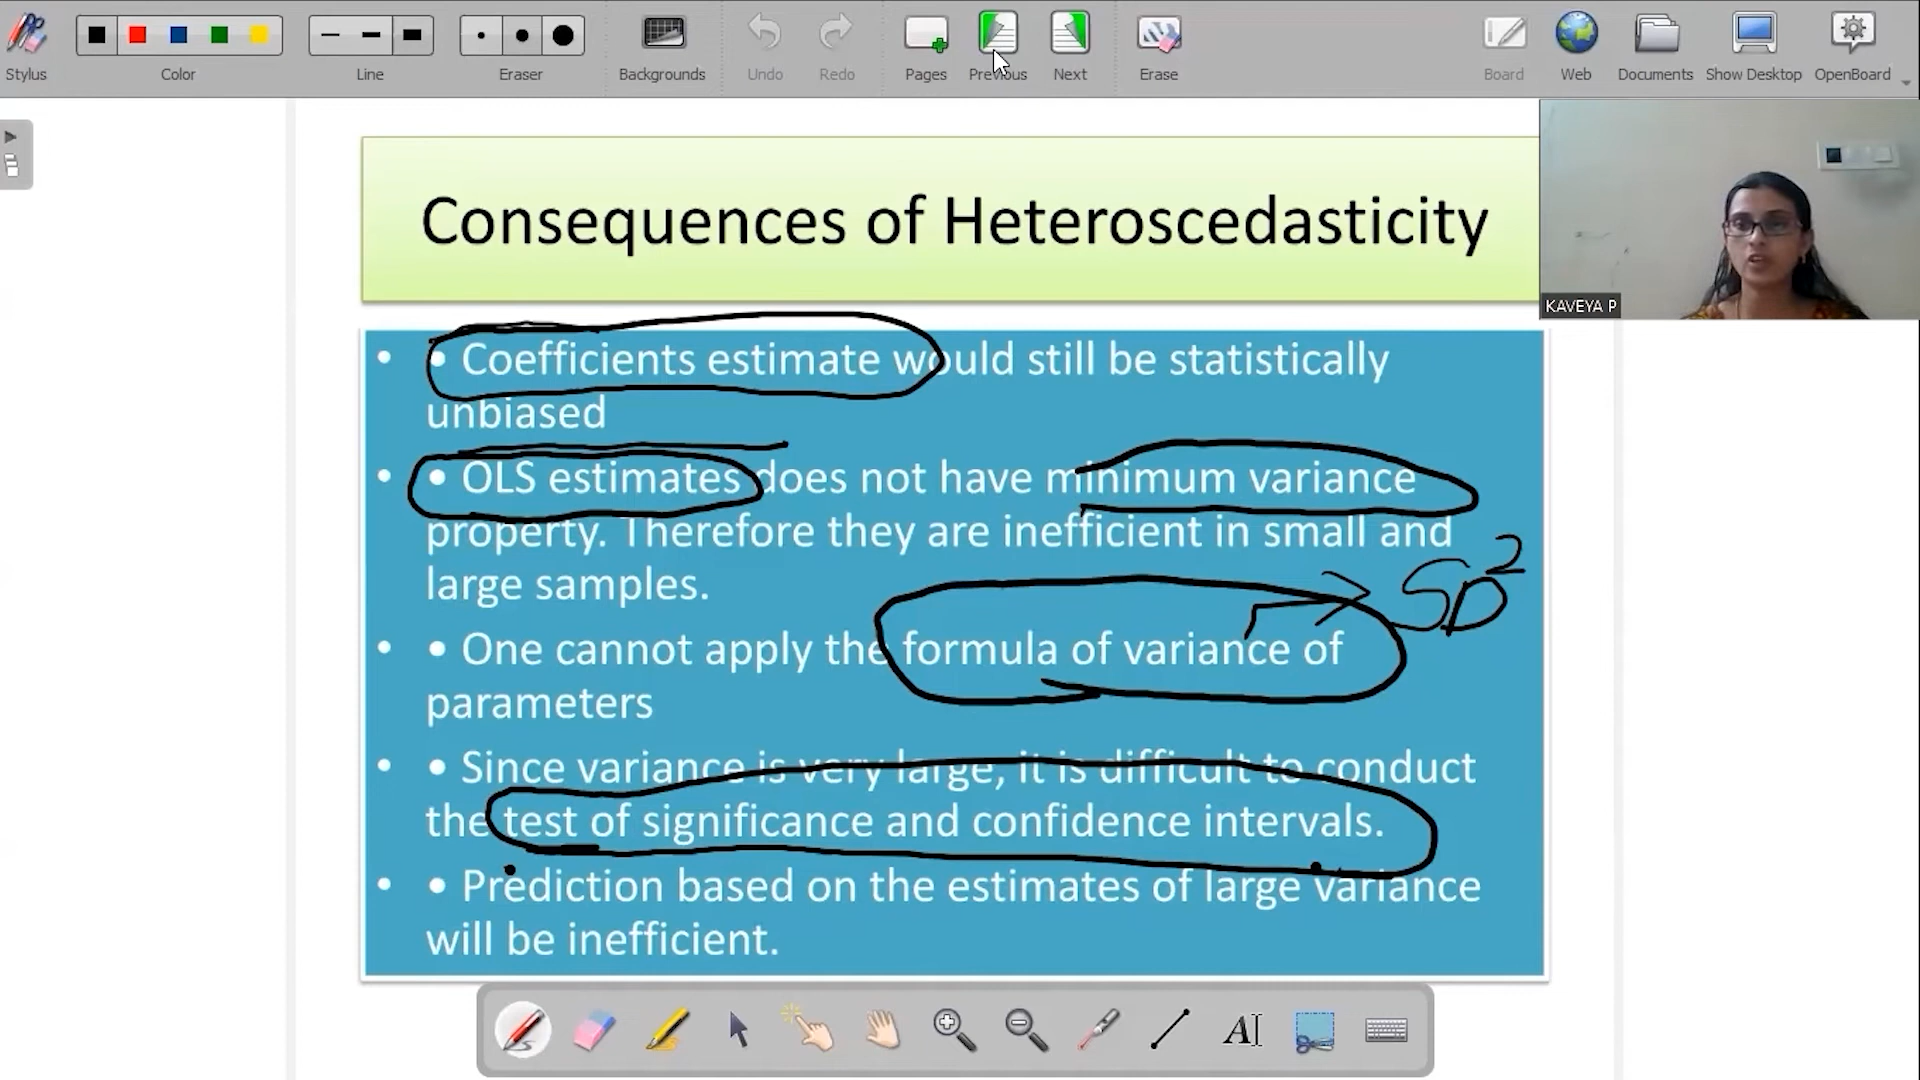 Stylus
Color
Line
Eraser
Backgrounds
Undo
Redo
Pages
Previous
Next
Erase
Board
Web
Documents
Show Desktop
OpenBoard
Consequences of Heteroscedasticity
KAVEYA P
• • Coefficients estimate would still be statistically
unbiased
• • OLS estimates does not have minimum variance
property. Therefore they are inefficient in small and
large samples.
SD²
• • One cannot apply the formula of variance of
parameters
• • Since variance is very large, it is difficult to conduct
the test of significance and confidence intervals.
• • Prediction based on the estimates of large variance
will be inefficient.